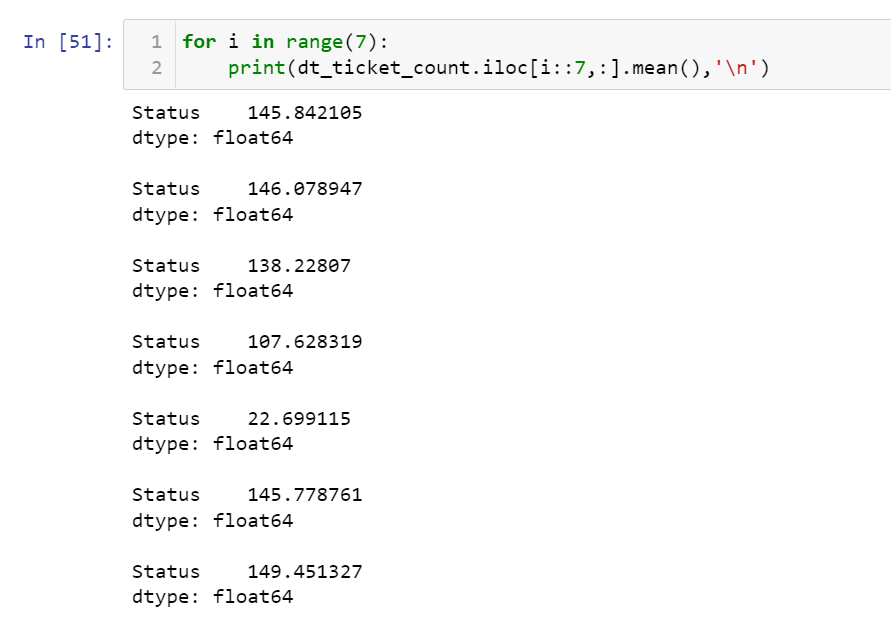 In [51]:
1 for i in range(7):
2     print(dt_ticket_count.iloc[i::7,:].mean(),'\n')
Status    145.842105
dtype: float64
Status    146.078947
dtype: float64
Status    138.22807
dtype: float64
Status    107.628319
dtype: float64
Status    22.699115
dtype: float64
Status    145.778761
dtype: float64
Status    149.451327
dtype: float64